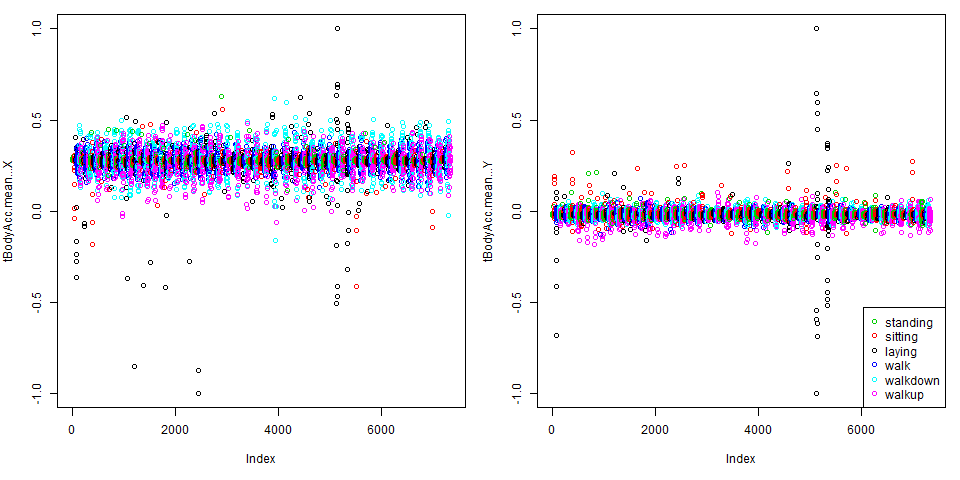 tBodyAcc.mean...X
1.0
0.5
0.0
-0.5
-1.0
0
2000
4000
6000
Index
tBodyAcc.mean...Y
1.0
0.5
0.0
-0.5
-1.0
0
2000
4000
6000
Index
standing
sitting
laying
walk
walkdown
walkup